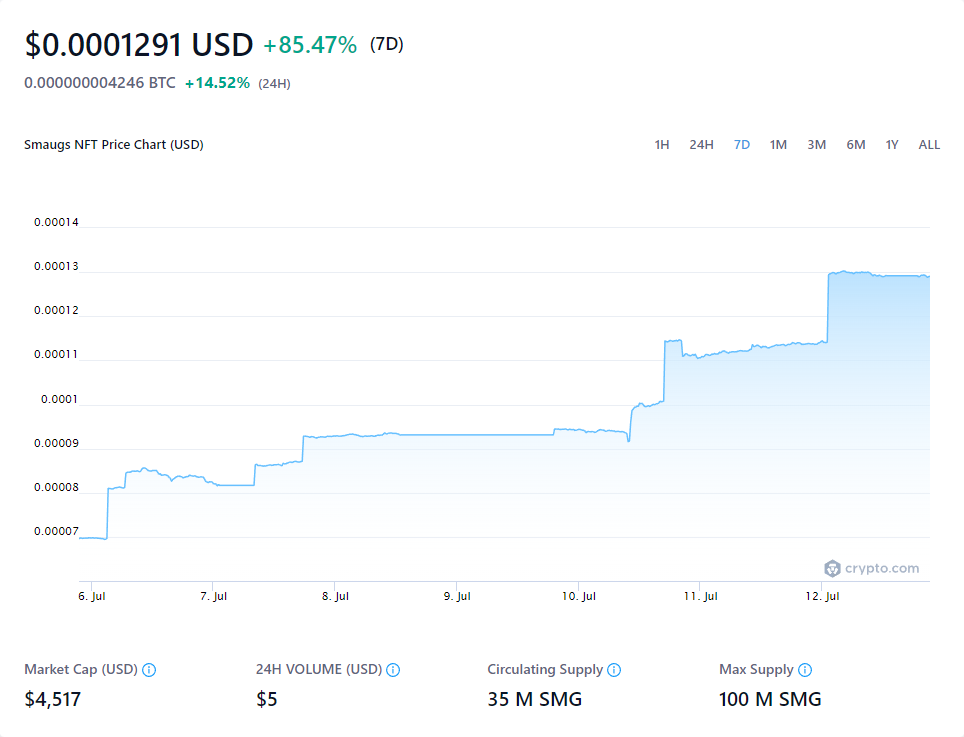 $0.0001291 USD +85.47% (7D)
0.000000004246 BTC +14.52% (24H)
Smaugs NFT Price Chart (USD)
1H 24H 7D 1M 3M 6M 1Y ALL
0.00014
0.00013
0.00012
0.00011
0.0001
0.00009
0.00008
0.00007
crypto.com
6. Jul 7. Jul 8. Jul 9. Jul 10. Jul 11. Jul 12. Jul
Market Cap (USD) 24H VOLUME (USD) Circulating Supply Max Supply
$4,517 $5 35 M SMG 100 M SMG